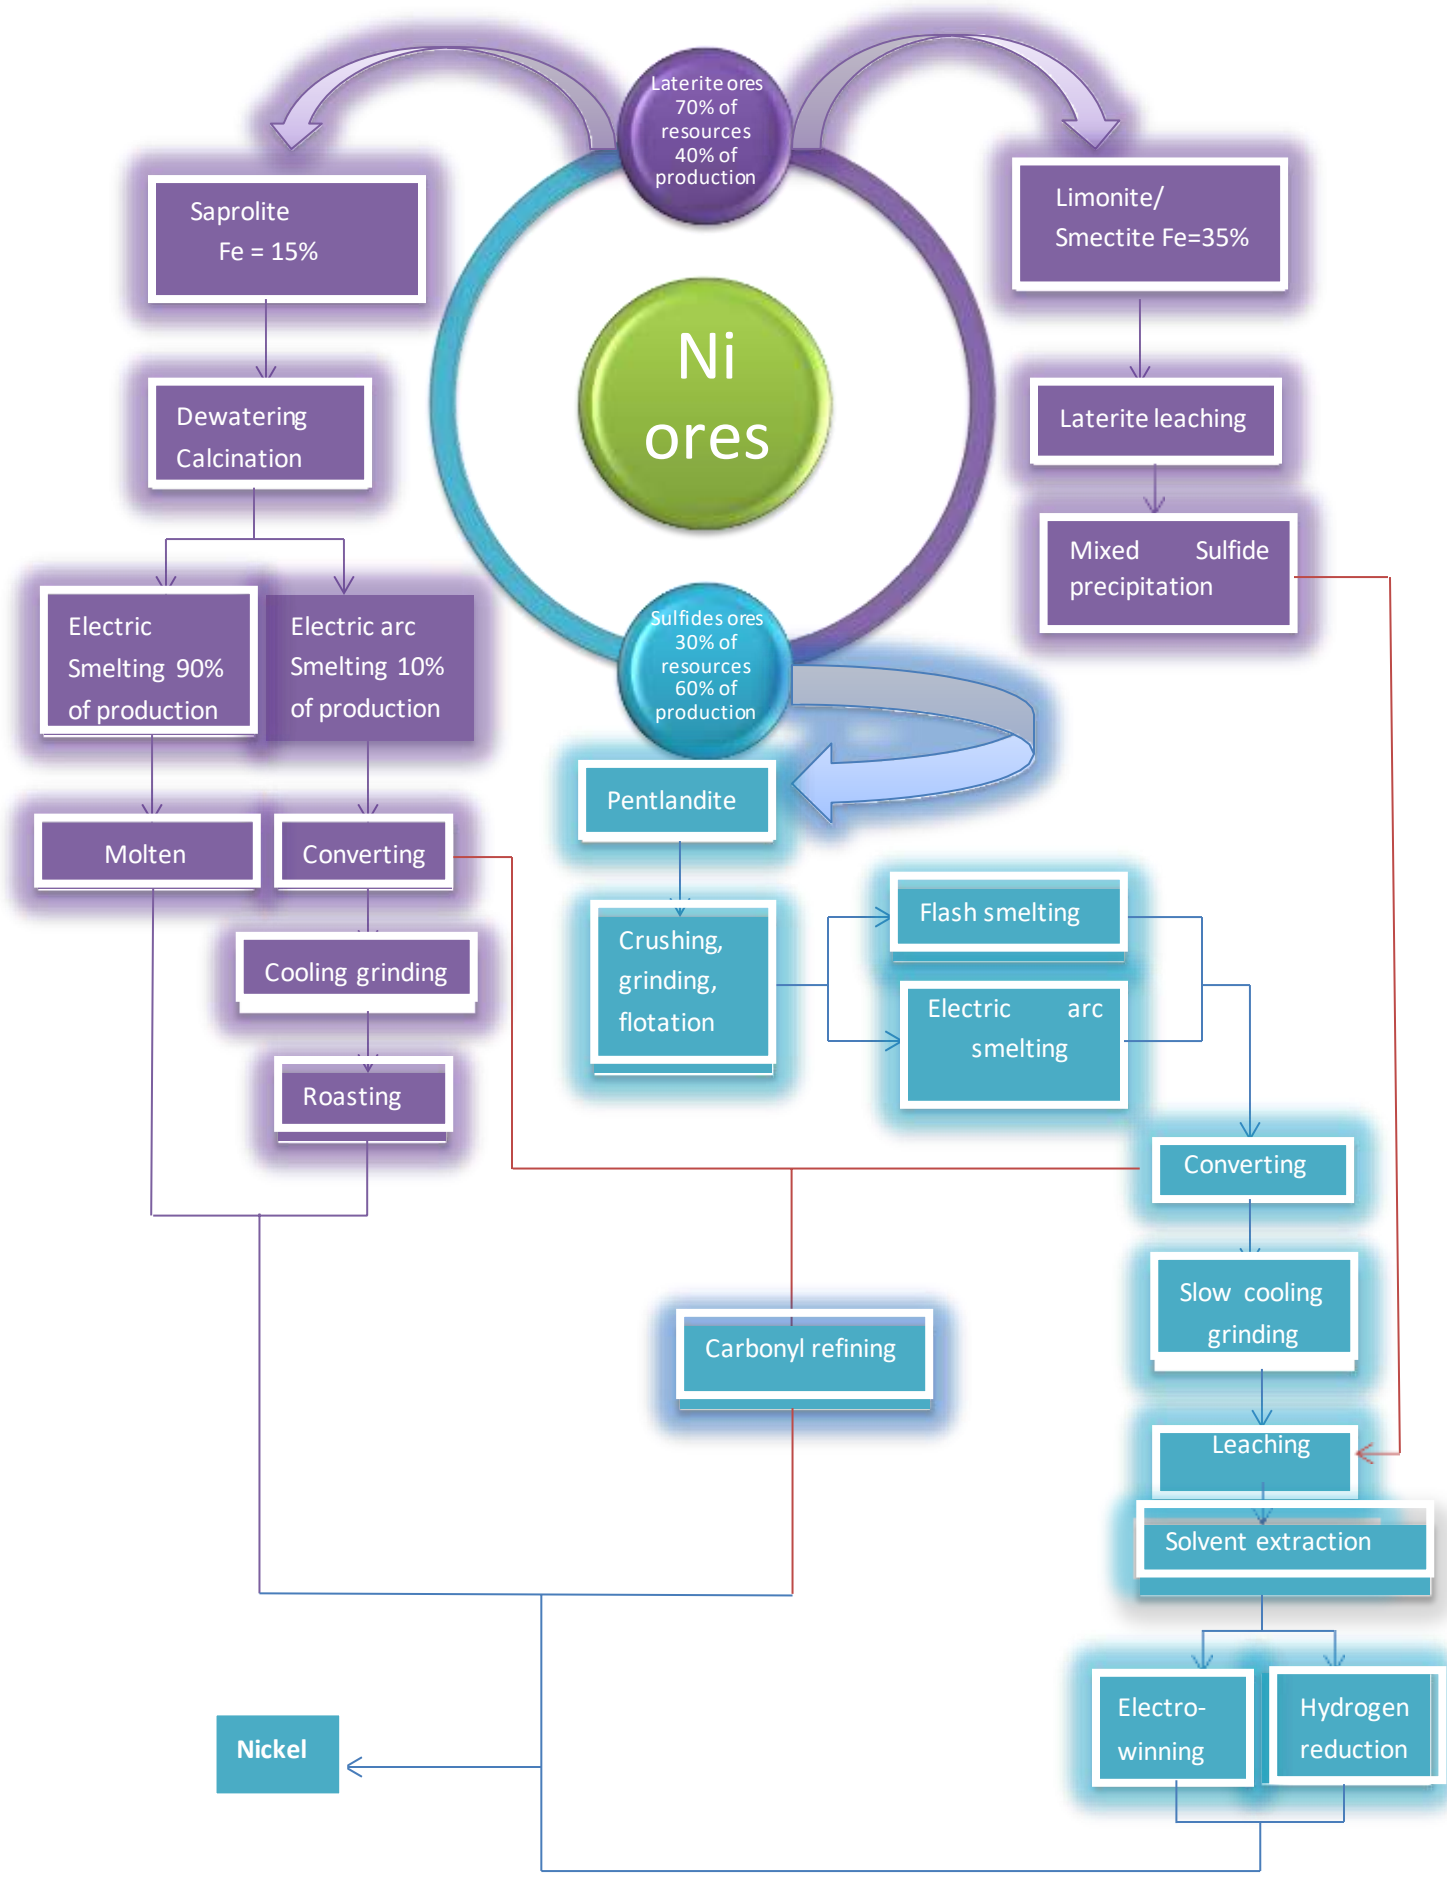 Laterite ores
70% of
resources
40% of
production
Saprolite
Fe = 15%
Limonite/
Smectite Fe=35%
Ni
ores
Dewatering
Calcination
Laterite leaching
Mixed Sulfide
precipitation
Electric
Smelting 90%
of production
Electric arc
Smelting 10%
of production
Sulfides ores
30% of
resources
60% of
production
Pentlandite
Molten
Converting
Crushing,
grinding,
flotation
Flash smelting
Cooling grinding
Electric arc
smelting
Roasting
Converting
Slow cooling
grinding
Carbonyl refining
Leaching
Solvent extraction
Electro-
winning
Hydrogen
reduction
Nickel